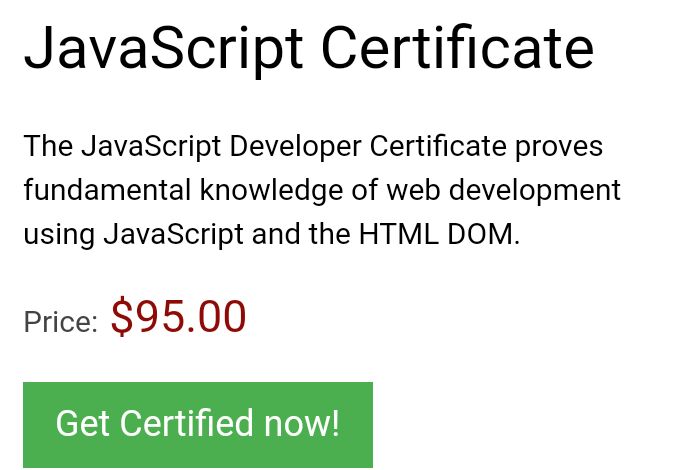 JavaScript Certificate
The JavaScript Developer Certificate proves
fundamental knowledge of web development
using JavaScript and the HTML DOM.
Price: $95.00
Get Certified now!